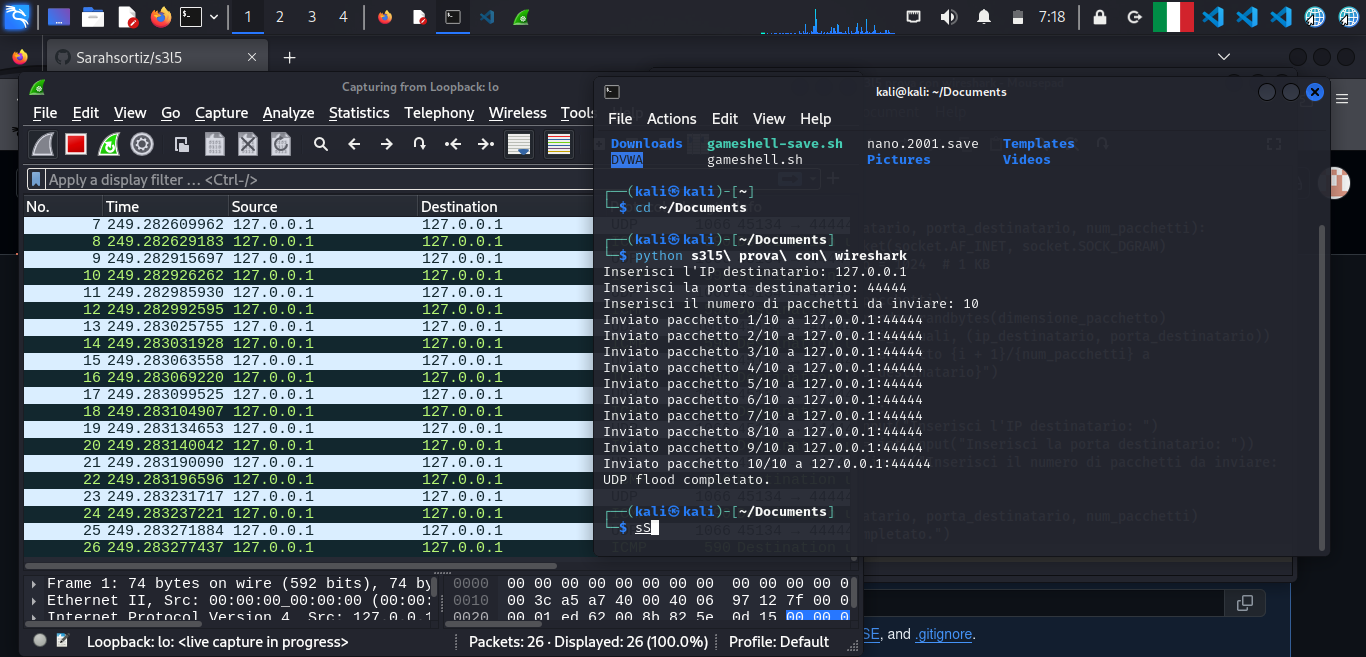 1 2 3 4 7:18
Sarahsortiz/s3l5
Capturing from Loopback: lo
File Edit View Go Capture Analyze Statistics Telephony Wireless Tools
Apply a display filter ... <Ctrl-/>
No. Time Source Destination
7 249.282609962 127.0.0.1 127.0.0.1
8 249.282629183 127.0.0.1 127.0.0.1
9 249.282915697 127.0.0.1 127.0.0.1
10 249.282926262 127.0.0.1 127.0.0.1
11 249.282985930 127.0.0.1 127.0.0.1
12 249.282992595 127.0.0.1 127.0.0.1
13 249.283025755 127.0.0.1 127.0.0.1
14 249.283031928 127.0.0.1 127.0.0.1
15 249.283063558 127.0.0.1 127.0.0.1
16 249.283069220 127.0.0.1 127.0.0.1
17 249.283099525 127.0.0.1 127.0.0.1
18 249.283104907 127.0.0.1 127.0.0.1
19 249.283134653 127.0.0.1 127.0.0.1
20 249.283140042 127.0.0.1 127.0.0.1
21 249.283190090 127.0.0.1 127.0.0.1
22 249.283196596 127.0.0.1 127.0.0.1
23 249.283231717 127.0.0.1 127.0.0.1
24 249.283237221 127.0.0.1 127.0.0.1
25 249.283271884 127.0.0.1 127.0.0.1
26 249.283277437 127.0.0.1 127.0.0.1
Frame 1: 74 bytes on wire (592 bits), 74 by
Ethernet II, Src: 00:00:00_00:00:00 (00:00:
Internet Protocol Version 4, Src: 127.0.0.1
0000 00 00 00 00 00 00 00 00 00 00 00 0
0010 00 3c a5 a7 40 00 40 06 97 12 7f 00 0
0020 00 01 ed 62 00 8b 82 5e 0d 15 00 00 0
Loopback: lo: <live capture in progress> Packets: 26 · Displayed: 26 (100.0%) Profile: Default
kali@kali: ~/Documents
File Actions Edit View Help
Downloads gameshell-save.sh nano.2001.save Templates
DVWA gameshell.sh Pictures Videos
(kali㉿kali)-[~]
$ cd ~/Documents
(kali㉿kali)-[~/Documents]
$ python s3l5\ prova\ con\ wireshark
Inserisci l'IP destinatario: 127.0.0.1
Inserisci la porta destinatario: 44444
Inserisci il numero di pacchetti da inviare: 10
Inviato pacchetto 1/10 a 127.0.0.1:44444
Inviato pacchetto 2/10 a 127.0.0.1:44444
Inviato pacchetto 3/10 a 127.0.0.1:44444
Inviato pacchetto 4/10 a 127.0.0.1:44444
Inviato pacchetto 5/10 a 127.0.0.1:44444
Inviato pacchetto 6/10 a 127.0.0.1:44444
Inviato pacchetto 7/10 a 127.0.0.1:44444
Inviato pacchetto 8/10 a 127.0.0.1:44444
Inviato pacchetto 9/10 a 127.0.0.1:44444
Inviato pacchetto 10/10 a 127.0.0.1:44444
UDP flood completato.
(kali㉿kali)-[~/Documents]
$ sS
SE, and .gitignore.